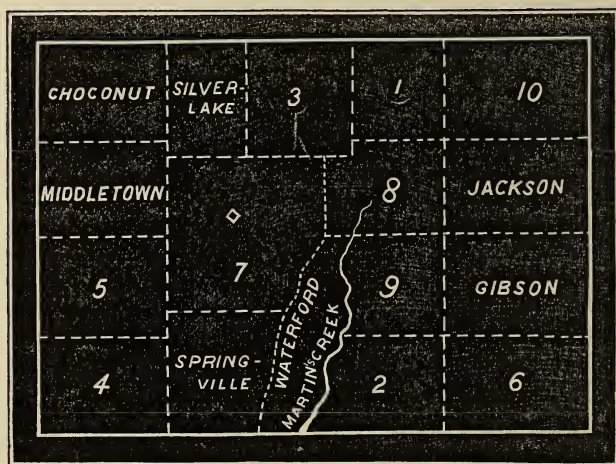 CHOCONUT
SILVER-
LAKE
3
1
10
MIDDLETOWN
8
JACKSON
5
7
WATERFORD
MARTIN'S CREEK
9
GIBSON
4
SPRING-
VILLE
2
6